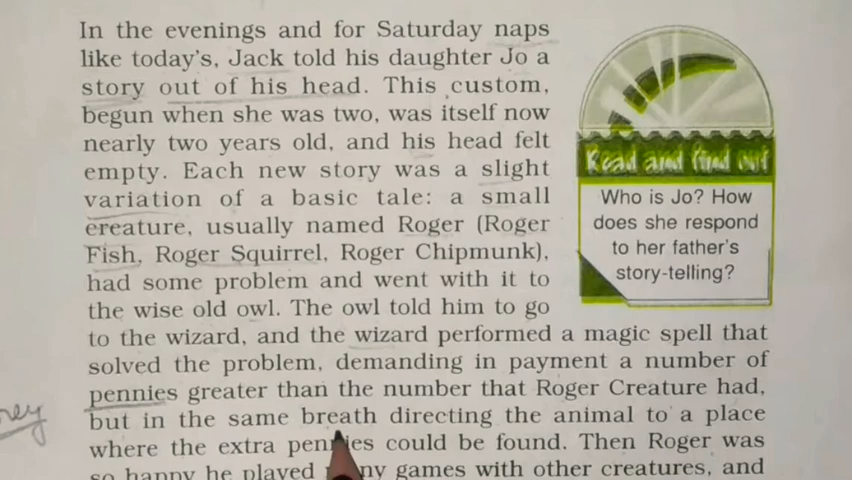 In the evenings and for Saturday naps
like today's, Jack told his daughter Jo a
story out of his head. This custom,
begun when she was two, was itself now
nearly two years old, and his head felt
empty. Each new story was a slight
variation of a basic tale: a small
creature, usually named Roger (Roger
Fish, Roger Squirrel, Roger Chipmunk),
had some problem and went with it to
the wise old owl. The owl told him to go
to the wizard, and the wizard performed a magic spell that
solved the problem, demanding in payment a number of
pennies greater than the number that Roger Creature had,
but in the same breath directing the animal to a place
where the extra pennies could be found. Then Roger was
so happy he played many games with other creatures, and
Read and Find out
Who is Jo? How
does she respond
to her father's
story-telling?